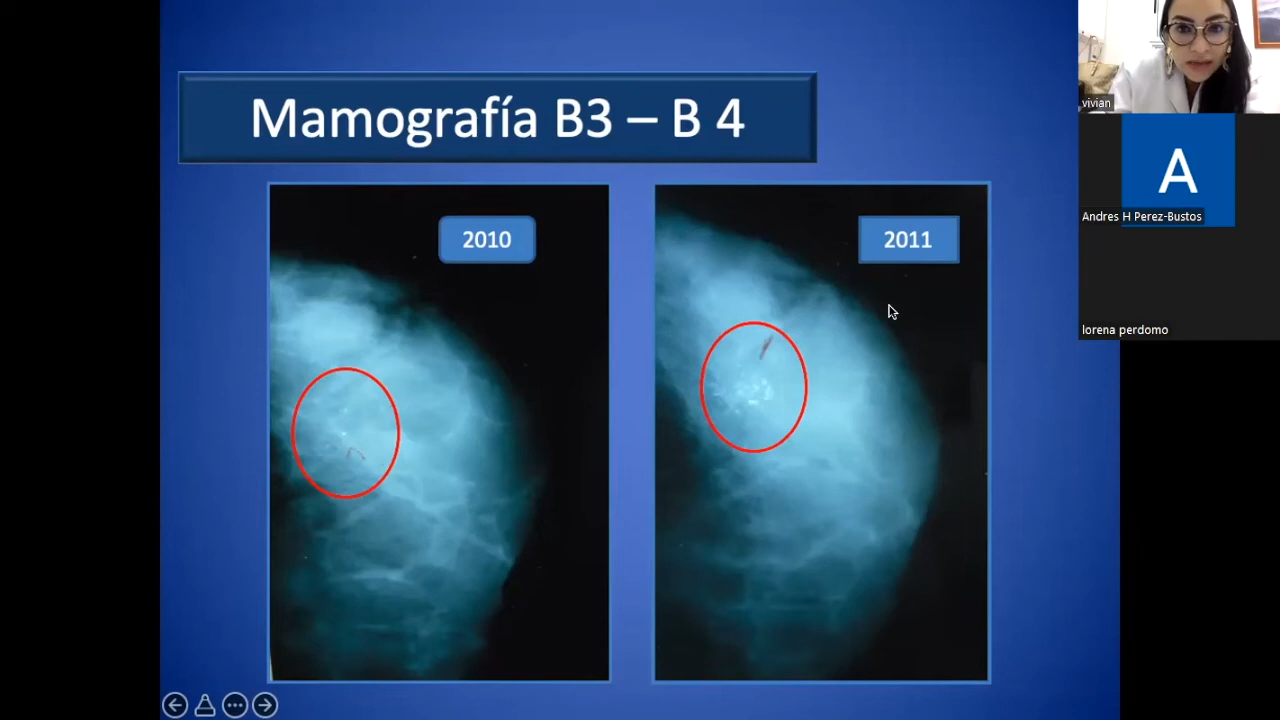 Mamografía B3 – B 4
2010
2011
vivian
A
Andres H Perez-Bustos
lorena perdomo